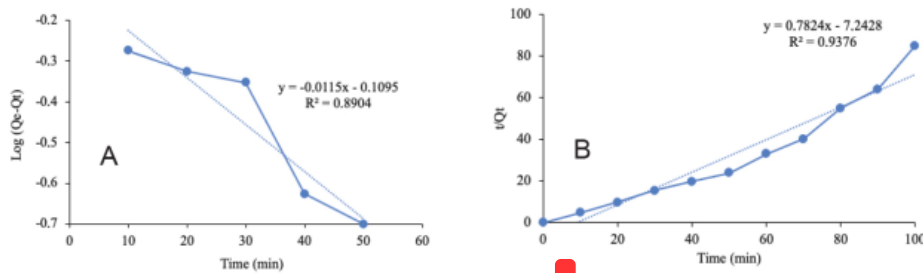 -0.2
-0.3
-0.4
-0.5
-0.6
-0.7
Log (Qe-Qt)
y = -0.0115x - 0.1095
R² = 0.8904
A
0 10 20 30 40 50 60
Time (min)
100
80
60
40
20
0
t/Qt
y = 0.7824x - 7.2428
R² = 0.9376
B
0 20 40 60 80 100
Time (min)